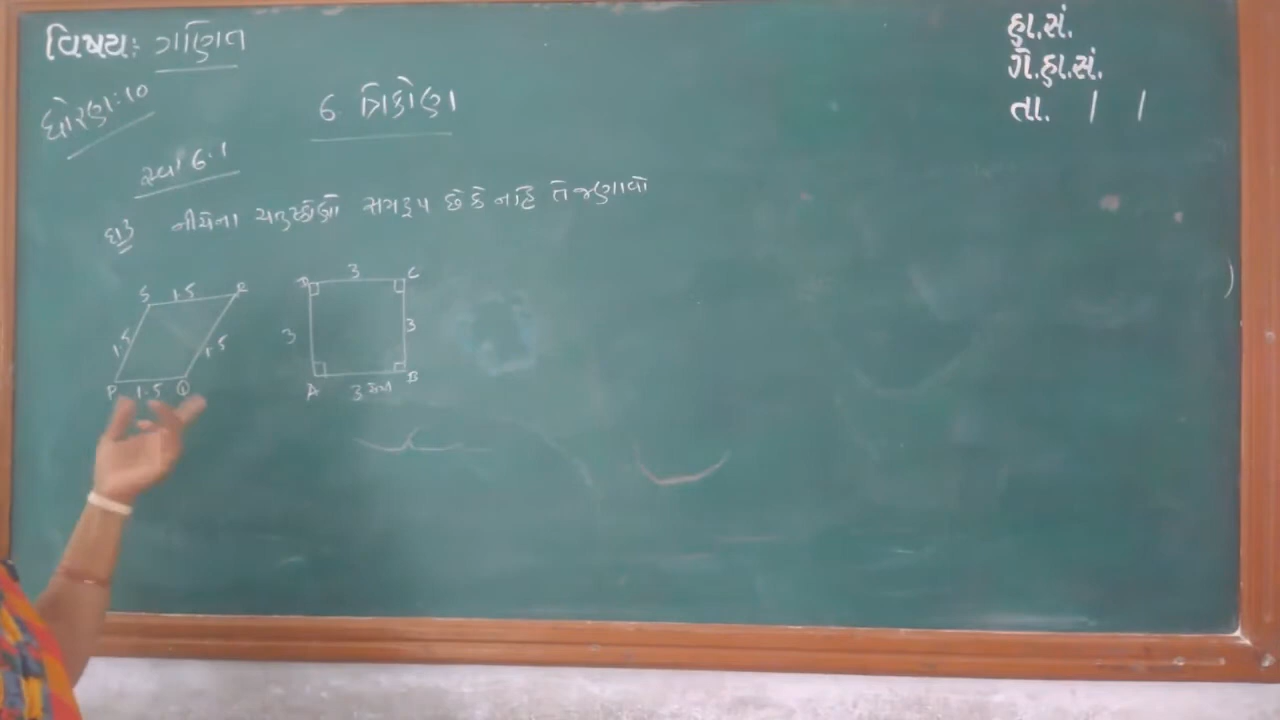 વિષય: ગણિત
હા.સં.
ગે.હા.સં.
તા. / /
ધોરણ:10
6. ત્રિકોણ
સ્વા 6.1
દા3 નીચેના ચતુષ્કોણો સમરૂપ છે કે નહિ તે જણાવો
S 1.5 R
1.5 1.5
P 1.5 Q
D 3 C
3 3
A 3 સેમી B